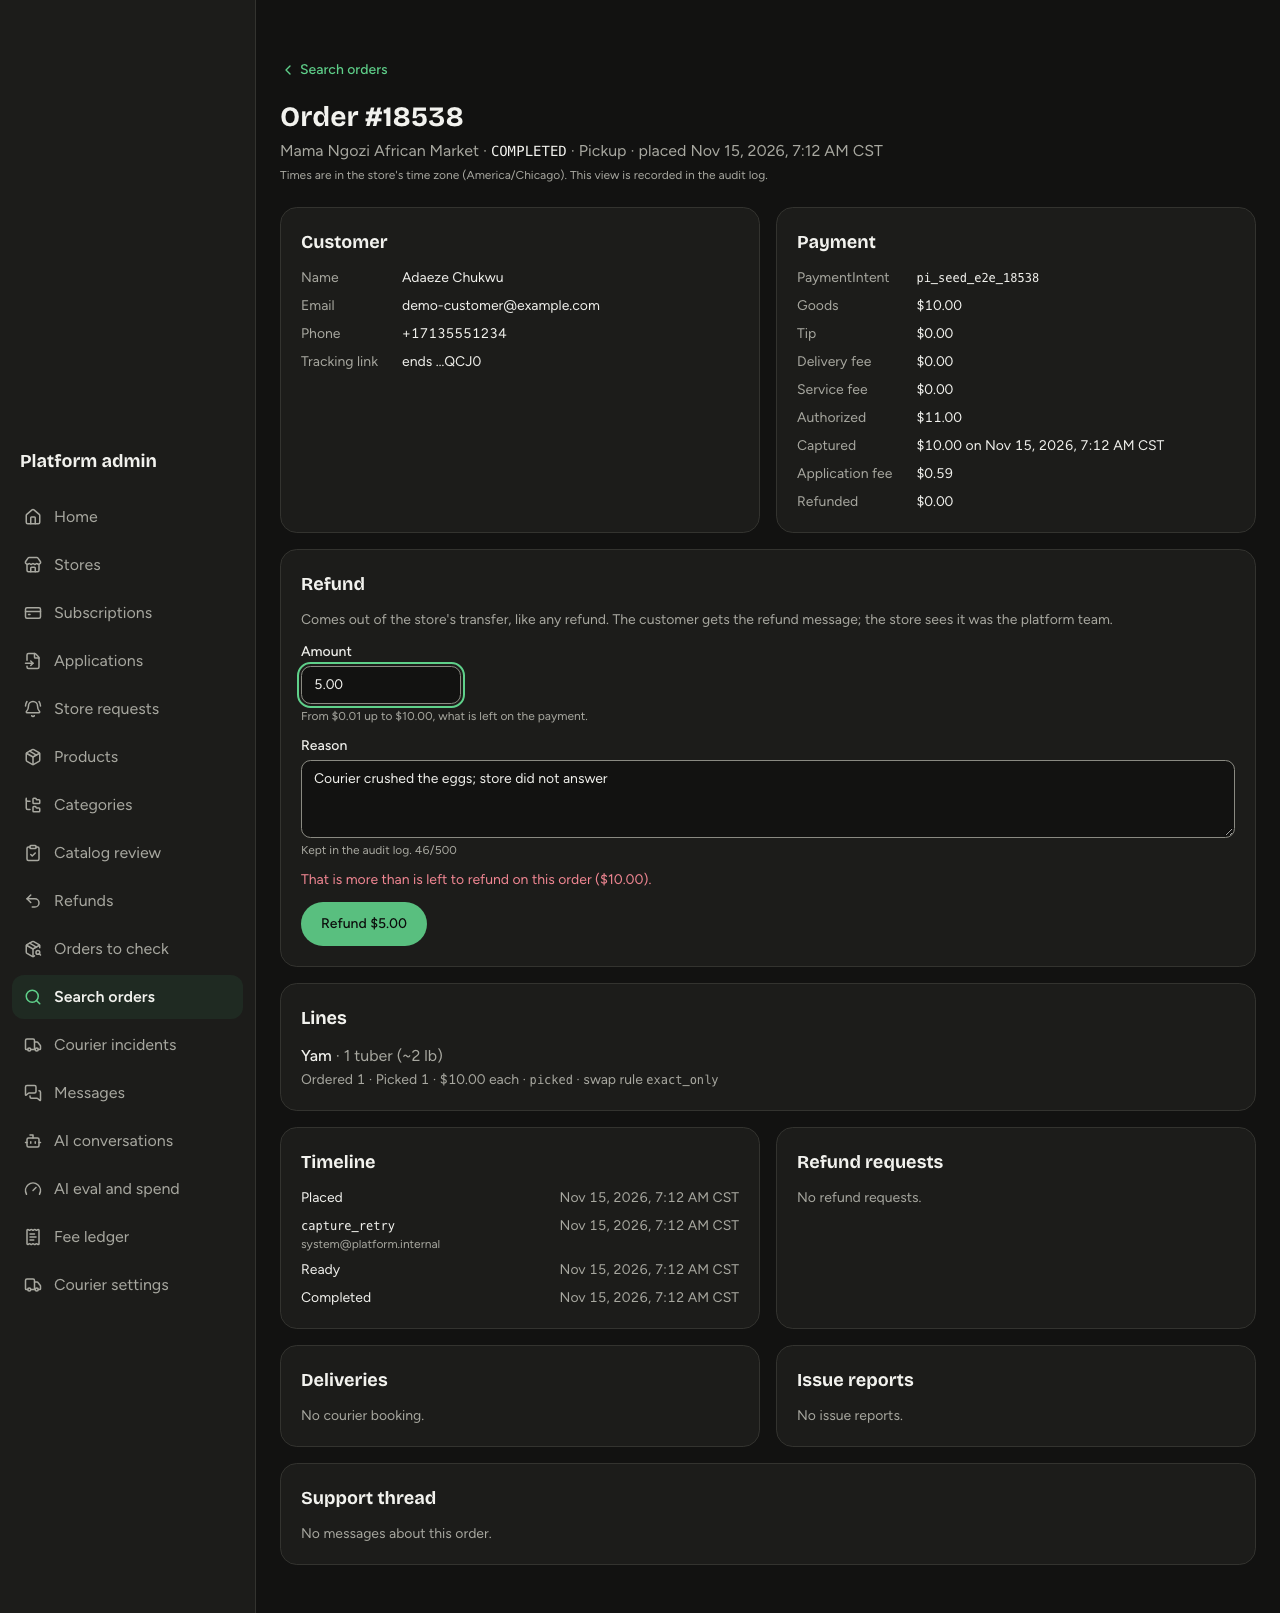 Search orders
Order #18538
Mama Ngozi African Market · COMPLETED · Pickup · placed Nov 15, 2026, 7:12 AM CST
Times are in the store's time zone (America/Chicago). This view is recorded in the audit log.
Platform admin
Home
Stores
Subscriptions
Applications
Store requests
Products
Categories
Catalog review
Refunds
Orders to check
Search orders
Courier incidents
Messages
AI conversations
AI eval and spend
Fee ledger
Courier settings
Customer
Name Adaeze Chukwu
Email demo-customer@example.com
Phone +17135551234
Tracking link ends …QCJ0
Payment
PaymentIntent pi_seed_e2e_18538
Goods $10.00
Tip $0.00
Delivery fee $0.00
Service fee $0.00
Authorized $11.00
Captured $10.00 on Nov 15, 2026, 7:12 AM CST
Application fee $0.59
Refunded $0.00
Refund
Comes out of the store's transfer, like any refund. The customer gets the refund message; the store sees it was the platform team.
Amount
5.00
From $0.01 up to $10.00, what is left on the payment.
Reason
Courier crushed the eggs; store did not answer
Kept in the audit log. 46/500
That is more than is left to refund on this order ($10.00).
Refund $5.00
Lines
Yam · 1 tuber (~2 lb)
Ordered 1 · Picked 1 · $10.00 each · picked · swap rule exact_only
Timeline
Placed Nov 15, 2026, 7:12 AM CST
capture_retry Nov 15, 2026, 7:12 AM CST
system@platform.internal
Ready Nov 15, 2026, 7:12 AM CST
Completed Nov 15, 2026, 7:12 AM CST
Refund requests
No refund requests.
Deliveries
No courier booking.
Issue reports
No issue reports.
Support thread
No messages about this order.